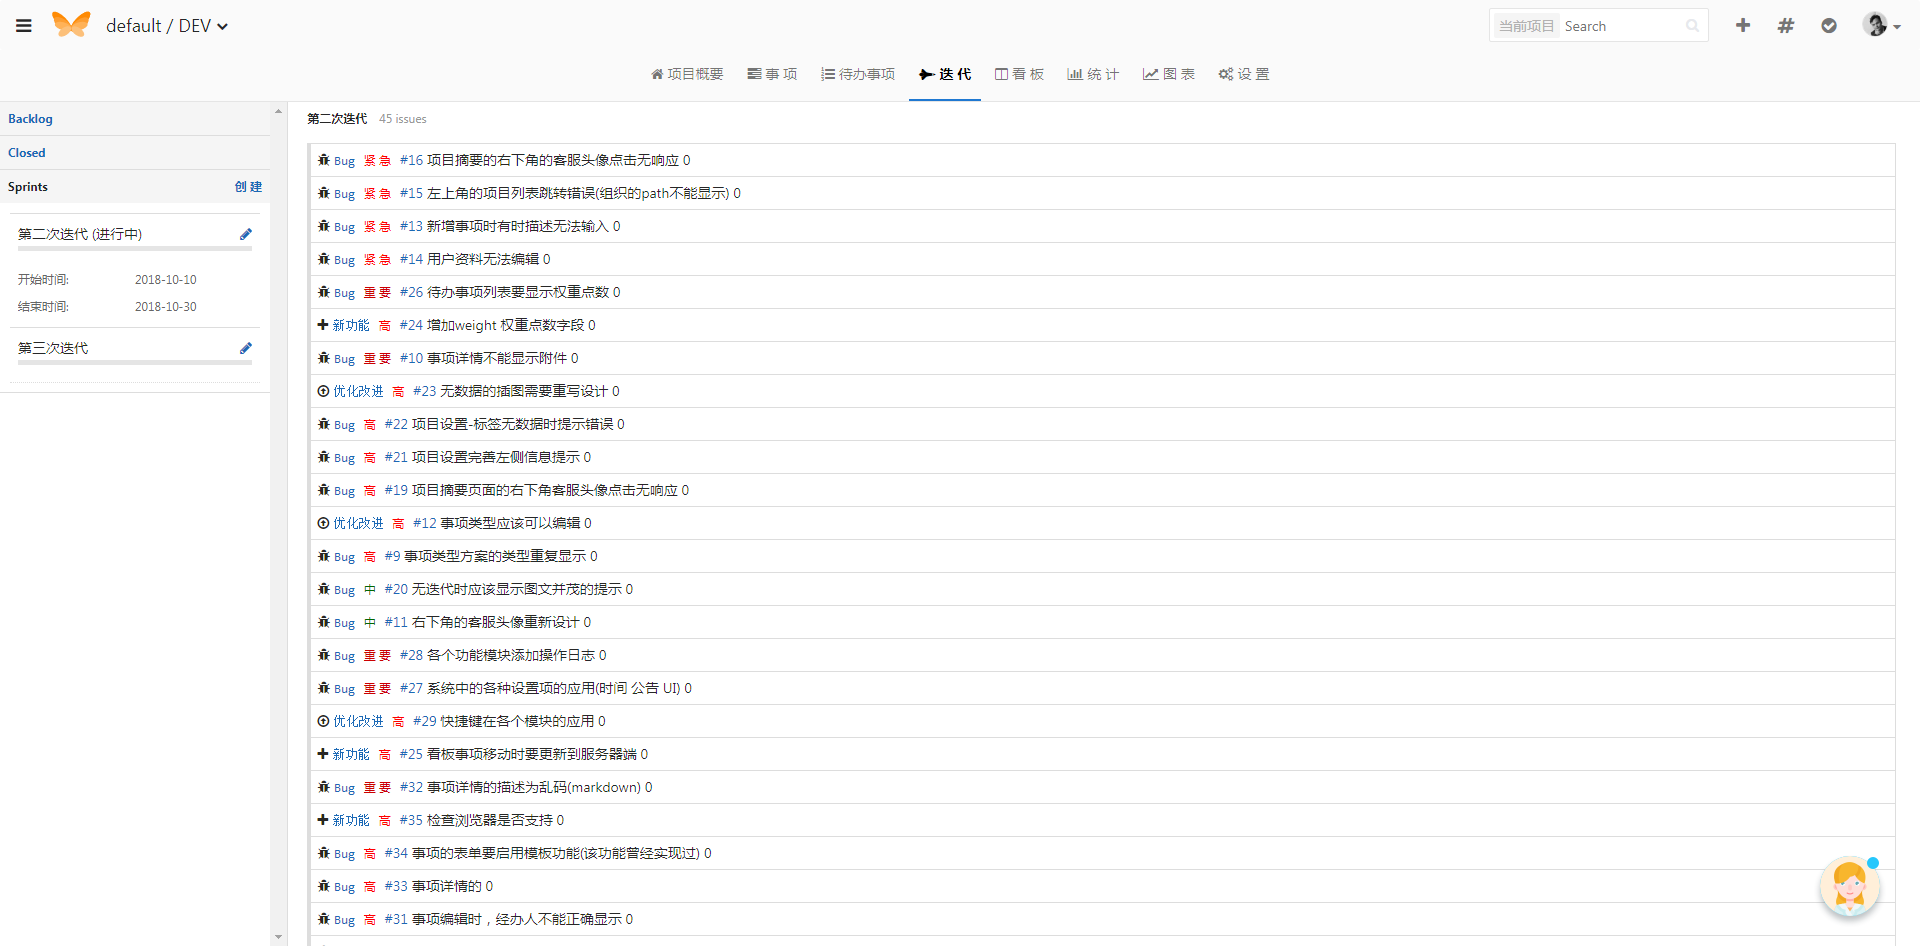 default / DEV
当前项目 Search
项目概要 事 项 待办事项 迭 代 看 板 统 计 图 表 设 置
Backlog
Closed
Sprints 创 建
第二次迭代 (进行中)
开始时间: 2018-10-10
结束时间: 2018-10-30
第三次迭代
第二次迭代 45 issues
Bug 紧 急 #16 项目摘要的右下角的客服头像点击无响应 0
Bug 紧 急 #15 左上角的项目列表跳转错误(组织的path不能显示) 0
Bug 紧 急 #13 新增事项时有时描述无法输入 0
Bug 紧 急 #14 用户资料无法编辑 0
Bug 重 要 #26 待办事项列表要显示权重点数 0
新功能 高 #24 增加weight 权重点数字段 0
Bug 重 要 #10 事项详情不能显示附件 0
优化改进 高 #23 无数据的插图需要重写设计 0
Bug 高 #22 项目设置-标签无数据时提示错误 0
Bug 高 #21 项目设置完善左侧信息提示 0
Bug 高 #19 项目摘要页面的右下角客服头像点击无响应 0
优化改进 高 #12 事项类型应该可以编辑 0
Bug 高 #9 事项类型方案的类型重复显示 0
Bug 中 #20 无迭代时应该显示图文并茂的提示 0
Bug 中 #11 右下角的客服头像重新设计 0
Bug 重 要 #28 各个功能模块添加操作日志 0
Bug 重 要 #27 系统中的各种设置项的应用(时间 公告 UI) 0
优化改进 高 #29 快捷键在各个模块的应用 0
新功能 高 #25 看板事项移动时要更新到服务器端 0
Bug 重 要 #32 事项详情的描述为乱码(markdown) 0
新功能 高 #35 检查浏览器是否支持 0
Bug 高 #34 事项的表单要启用模板功能(该功能曾经实现过) 0
Bug 高 #33 事项详情的 0
Bug 高 #31 事项编辑时，经办人不能正确显示 0